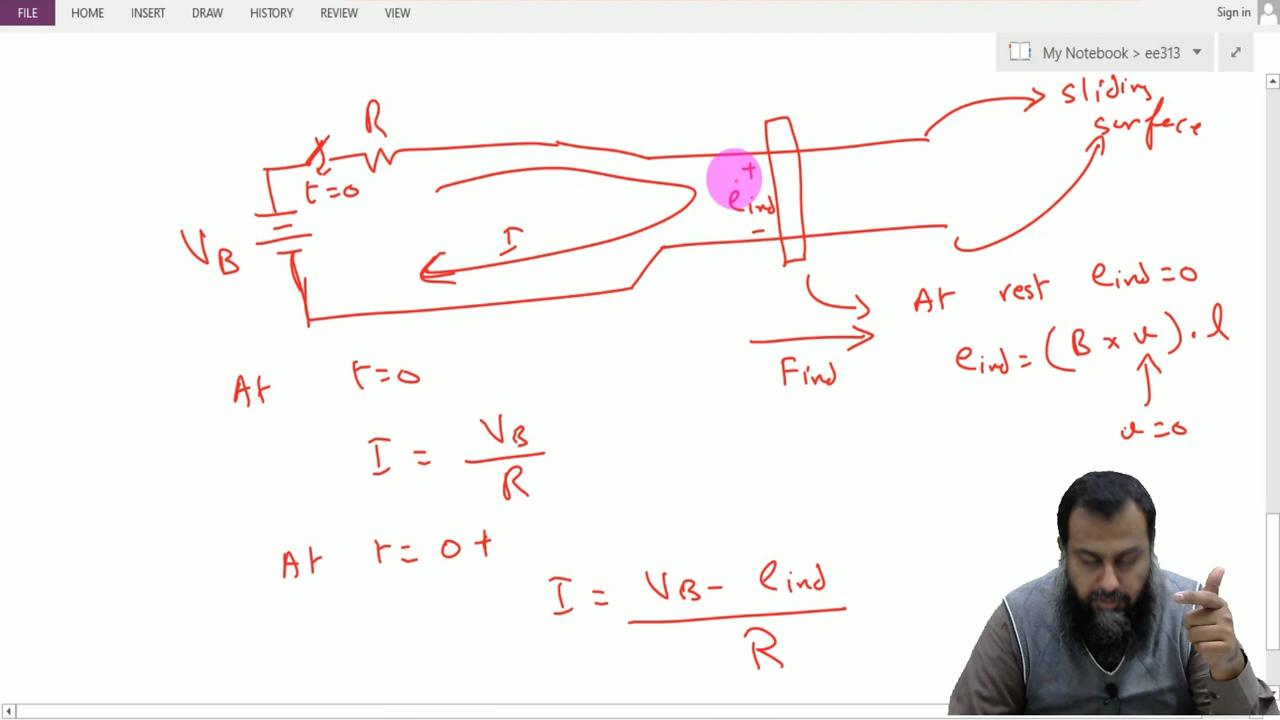 FILE HOME INSERT DRAW HISTORY REVIEW VIEW Sign in
My Notebook > ee313
sliding
surface
R
t=0
+
eind
-
VB
I
At rest eind=0
eind = (B × v) . l
Find
v=0
At t=0
I = VB / R
At t= 0+
I = VB - eind / R